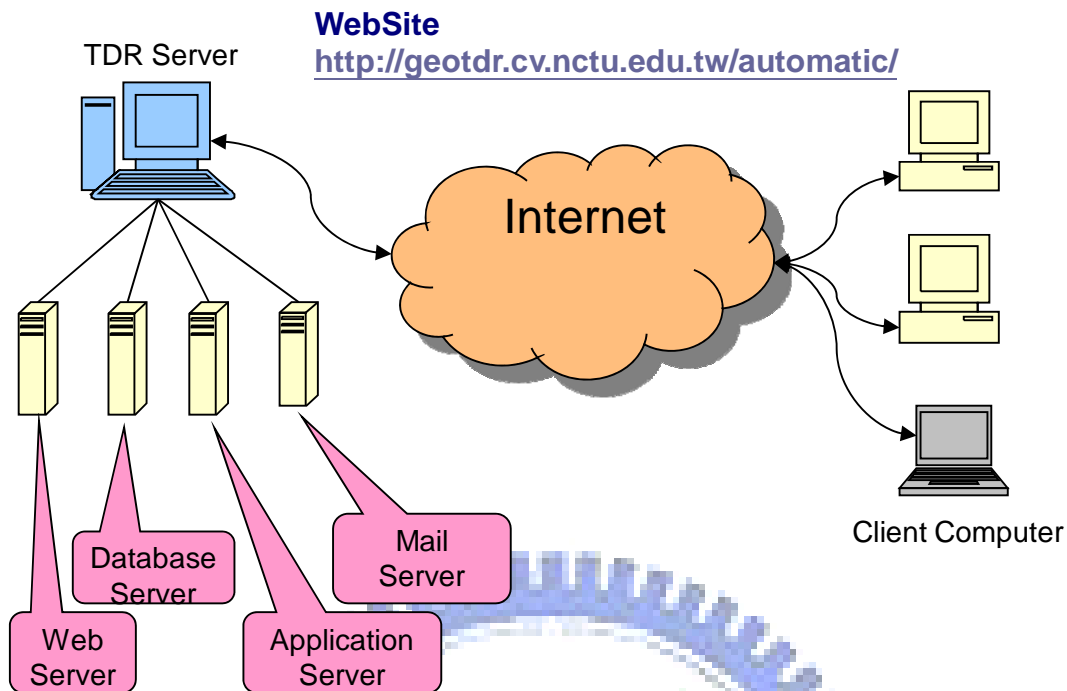 WebSite
http://geotdr.cv.nctu.edu.tw/automatic/
TDR Server
Internet
Client Computer
Mail
Server
Database
Server
Application
Server
Web
Server